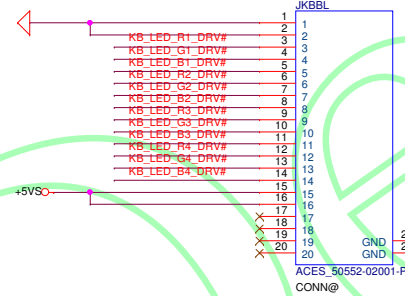 JKBBL
1 1
2 2
KB_LED_R1_DRV# 3 3
KB_LED_G1_DRV# 4 4
KB_LED_B1_DRV# 5 5
KB_LED_R2_DRV# 6 6
KB_LED_G2_DRV# 7 7
KB_LED_B2_DRV# 8 8
KB_LED_R3_DRV# 9 9
KB_LED_G3_DRV# 10 10
KB_LED_B3_DRV# 11 11
KB_LED_R4_DRV# 12 12
KB_LED_G4_DRV# 13 13
KB_LED_B4_DRV# 14 14
+5VS 15 15
16 16
17 17
18 18
19 19 GND
20 20 GND
ACES_50552-02001-P
CONN@